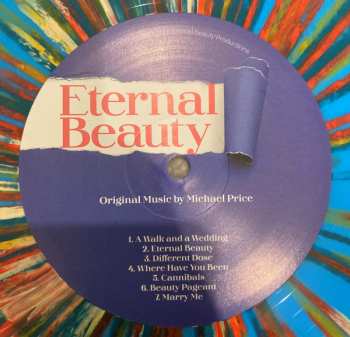 Eternal
Beauty
Original Music by Michael Price
1. A Walk and a Wedding
2. Eternal Beauty
3. Different Dose
4. Where Have You Been
5. Cannibals
6. Beauty Pageant
7. Marry Me